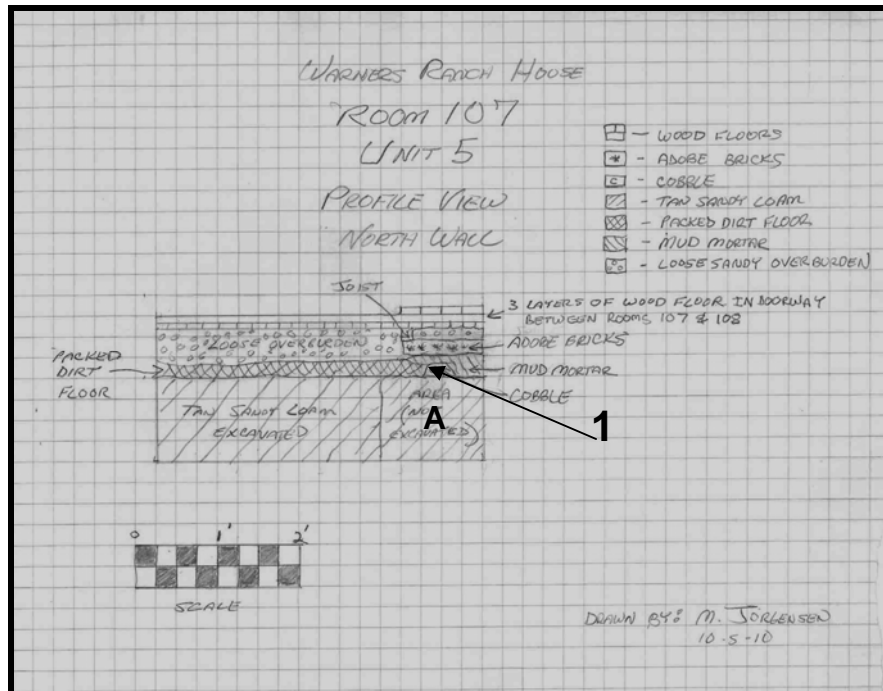 WARNERS RANCH HOUSE
ROOM 107
UNIT 5
PROFILE VIEW
NORTH WALL
- WOOD FLOORS
- ADOBE BRICKS
C - COBBLE
- TAN SANDY LOAM
- PACKED DIRT FLOOR
- MUD MORTAR
- LOOSE SANDY OVERBURDEN
JOIST
3 LAYERS OF WOOD FLOOR IN DOORWAY
BETWEEN ROOMS 107 & 108
LOOSE OVERBURDEN
ADOBE BRICKS
PACKED
DIRT
FLOOR
MUD MORTAR
COBBLE
TAN SANDY LOAM
EXCAVATED
AREA
(NOT
EXCAVATED)
A
1
0 1' 2'
SCALE
DRAWN BY: M. JORGENSEN
10-5-10